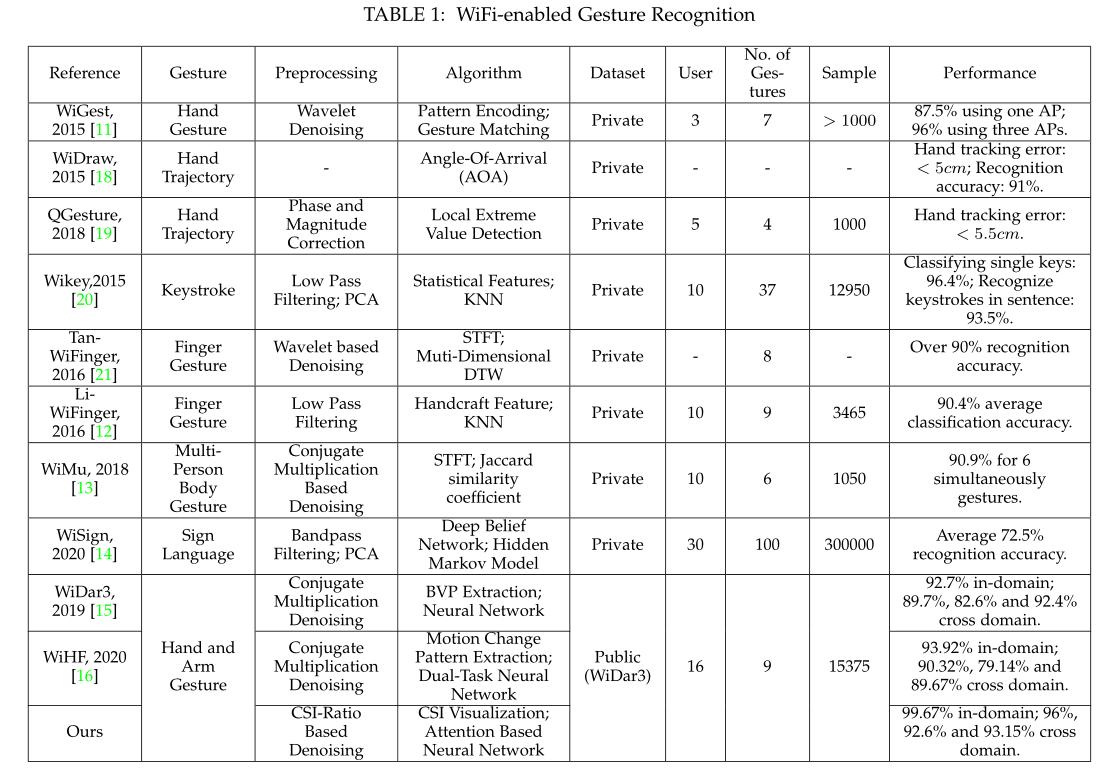 TABLE 1: WiFi-enabled Gesture Recognition
Reference
Gesture
Preprocessing
Algorithm
Dataset
User
No. of
Ges-
tures
Sample
Performance
WiGest,
2015 [11]
Hand
Gesture
Wavelet
Denoising
Pattern Encoding;
Gesture Matching
Private
3
7
> 1000
87.5% using one AP;
96% using three APs.
WiDraw,
2015 [18]
Hand
Trajectory
-
Angle-Of-Arrival
(AOA)
Private
-
-
-
Hand tracking error:
< 5cm; Recognition
accuracy: 91%.
QGesture,
2018 [19]
Hand
Trajectory
Phase and
Magnitude
Correction
Local Extreme
Value Detection
Private
5
4
1000
Hand tracking error:
< 5.5cm.
Wikey,2015
[20]
Keystroke
Low Pass
Filtering; PCA
Statistical Features;
KNN
Private
10
37
12950
Classifying single keys:
96.4%; Recognize
keystrokes in sentence:
93.5%.
Tan-
WiFinger,
2016 [21]
Finger
Gesture
Wavelet based
Denoising
STFT;
Muti-Dimensional
DTW
Private
-
8
-
Over 90% recognition
accuracy.
Li-
WiFinger,
2016 [12]
Finger
Gesture
Low Pass
Filtering
Handcraft Feature;
KNN
Private
10
9
3465
90.4% average
classification accuracy.
WiMu, 2018
[13]
Multi-
Person
Body
Gesture
Conjugate
Multiplication
Based
Denoising
STFT; Jaccard
similarity
coefficient
Private
10
6
1050
90.9% for 6
simultaneously
gestures.
WiSign,
2020 [14]
Sign
Language
Bandpass
Filtering; PCA
Deep Belief
Network; Hidden
Markov Model
Private
30
100
300000
Average 72.5%
recognition accuracy.
WiDar3,
2019 [15]
Hand and
Arm
Gesture
Conjugate
Multiplication
Denoising
BVP Extraction;
Neural Network
Public
(WiDar3)
16
9
15375
92.7% in-domain;
89.7%, 82.6% and 92.4%
cross domain.
WiHF, 2020
[16]
Conjugate
Multiplication
Denoising
Motion Change
Pattern Extraction;
Dual-Task Neural
Network
93.92% in-domain;
90.32%, 79.14% and
89.67% cross domain.
Ours
CSI-Ratio
Based
Denoising
CSI Visualization;
Attention Based
Neural Network
99.67% in-domain; 96%,
92.6% and 93.15% cross
domain.